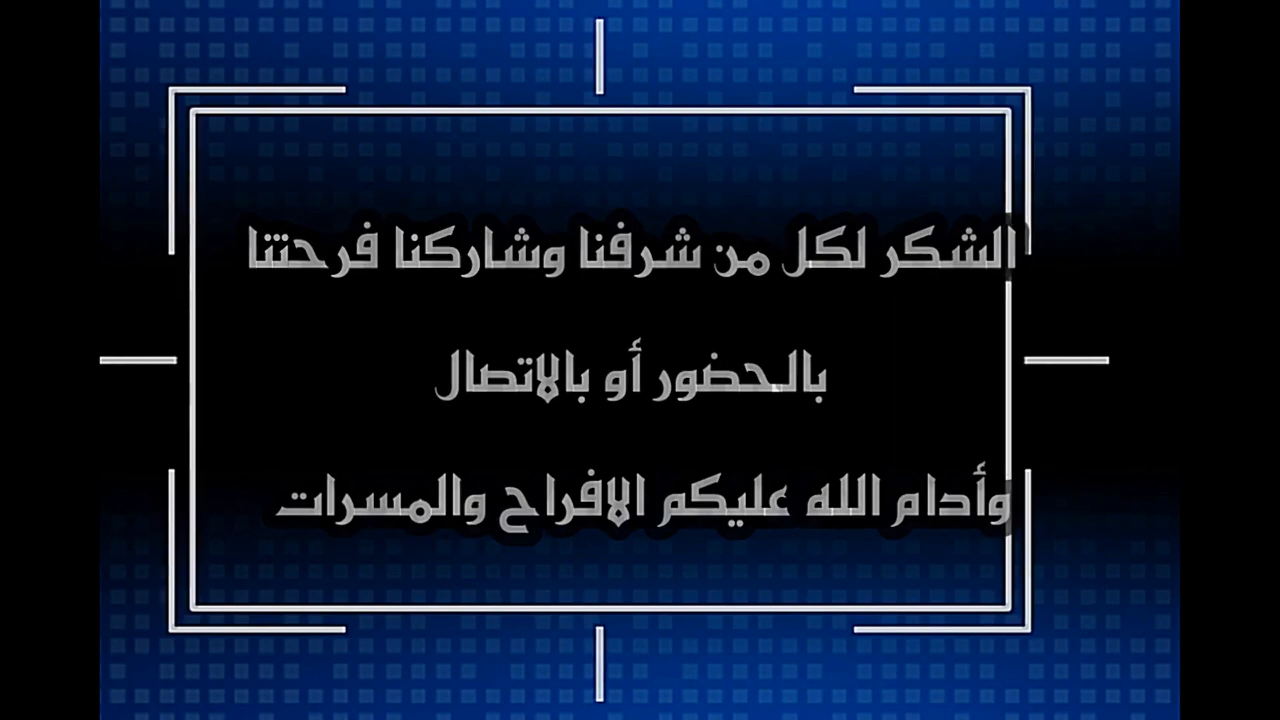 الشكر لكل من شرفنا وشاركنا فرحتنا
بالحضور أو بالاتصال
وأدام الله عليكم الافراح والمسرات